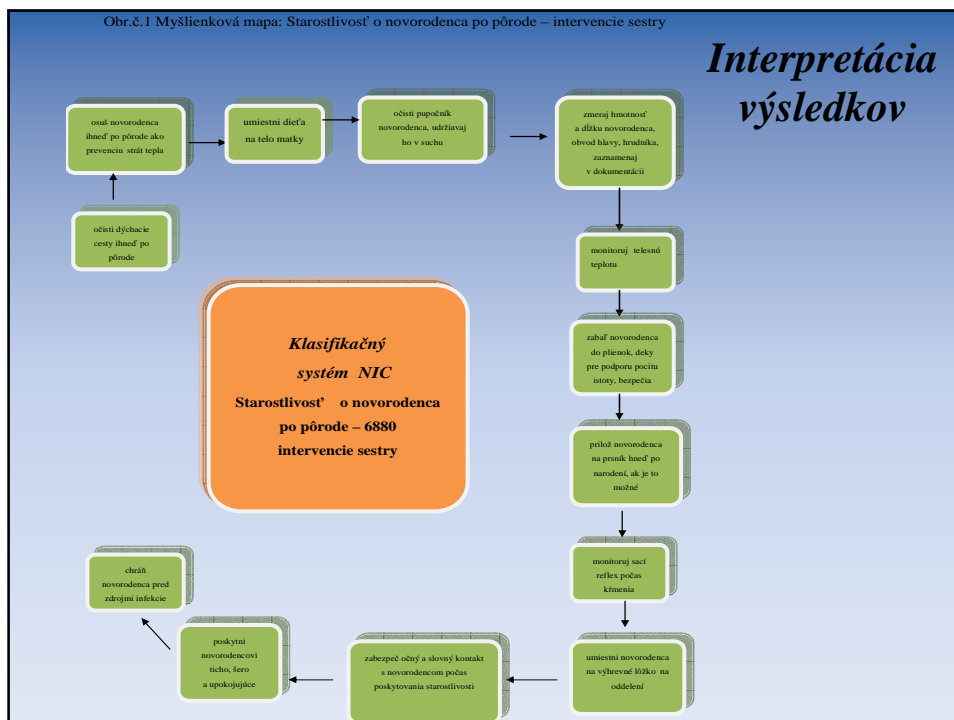 Obr.č.1 Myšlienková mapa: Starostlivosť o novorodenca po pôrode – intervencie sestry
Interpretácia
výsledkov
očisti dýchacie
cesty ihneď po
pôrode
osuš novorodenca
ihneď po pôrode ako
prevenciu strát tepla
umiestni dieťa
na telo matky
očisti pupočník
novorodenca, udržiavaj
ho v suchu
zmeraj hmotnosť
a dĺžku novorodenca,
obvod hlavy, hrudníka,
zaznamenaj
v dokumentácii
monitoruj telesnú
teplotu
zabaľ novorodenca
do plienok, deky
pre podporu pocitu
istoty, bezpečia
prilož novorodenca
na prsník hneď po
narodení, ak je to
možné
monitoruj sací
reflex počas
kŕmenia
umiestni novorodenca
na výhrevné lôžko na
oddelení
zabezpeč očný a slovný kontakt
s novorodencom počas
poskytovania starostlivosti
poskytni
novorodencovi
ticho, šero
a upokojujúce
chráň
novorodenca pred
zdrojmi infekcie
Klasifikačný
systém NIC
Starostlivosť o novorodenca
po pôrode – 6880
intervencie sestry